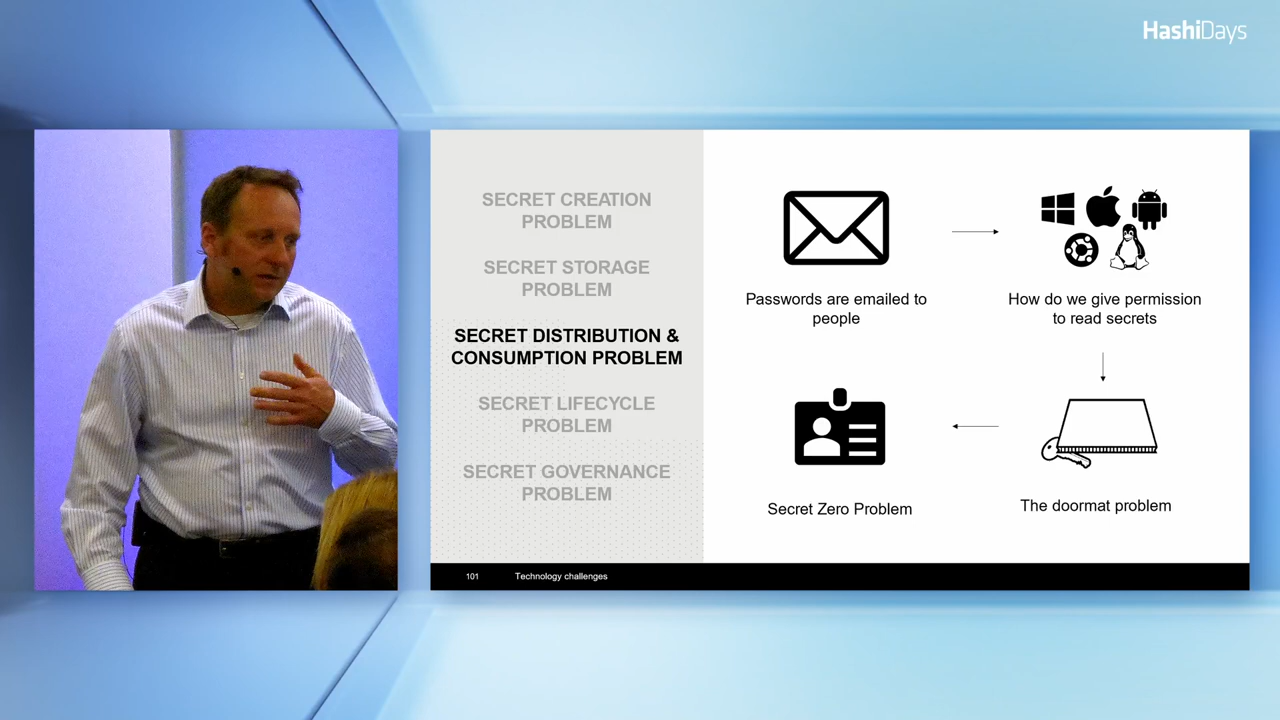 HashiDays
SECRET CREATION
PROBLEM
SECRET STORAGE
PROBLEM
SECRET DISTRIBUTION &
CONSUMPTION PROBLEM
SECRET LIFECYCLE
PROBLEM
SECRET GOVERNANCE
PROBLEM
Passwords are emailed to
people
How do we give permission
to read secrets
The doormat problem
Secret Zero Problem
101
Technology challenges